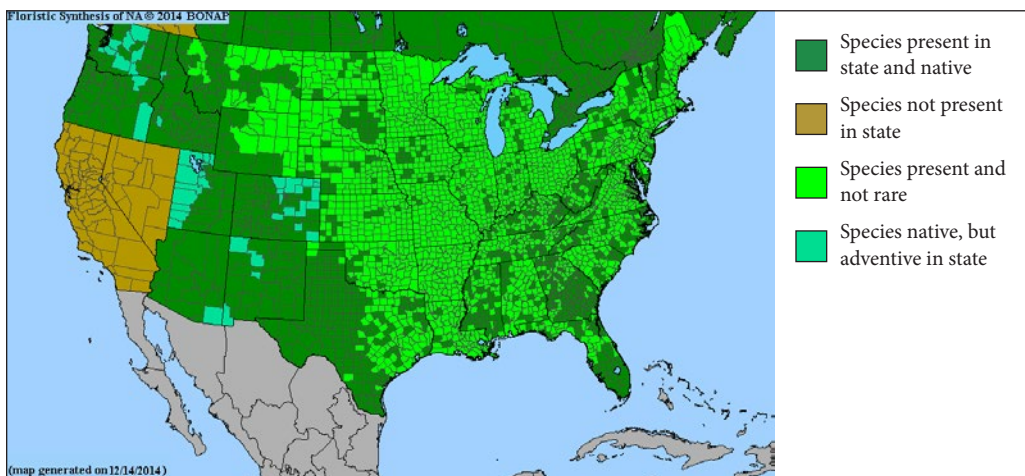 Floristic Synthesis of NA © 2014 BONAP
Species present in
state and native
Species not present
in state
Species present and
not rare
Species native, but
adventive in state
(map generated on 12/14/2014)